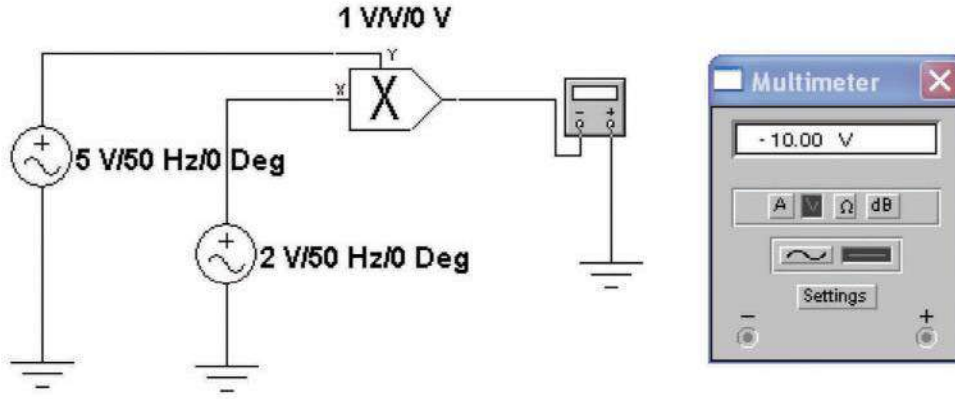 1 V/V/0 V
Y
X
X
5 V/50 Hz/0 Deg
2 V/50 Hz/0 Deg
- +
Multimeter
- 10.00 V
A V Ω dB
Settings
- +